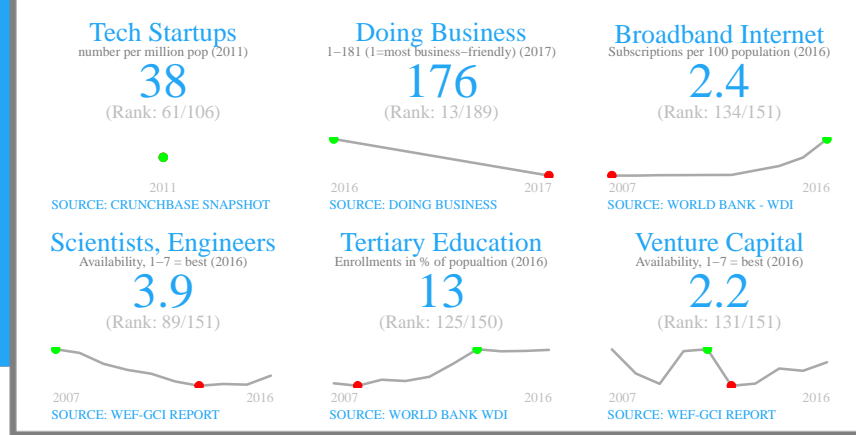 Tech Startups
number per million pop (2011)
38
(Rank: 61/106)
2011
SOURCE: CRUNCHBASE SNAPSHOT
Doing Business
1−181 (1=most business−friendly) (2017)
176
(Rank: 13/189)
2016 2017
SOURCE: DOING BUSINESS
Broadband Internet
Subscriptions per 100 population (2016)
2.4
(Rank: 134/151)
2007 2016
SOURCE: WORLD BANK - WDI
Scientists, Engineers
Availability, 1−7 = best (2016)
3.9
(Rank: 89/151)
2007 2016
SOURCE: WEF-GCI REPORT
Tertiary Education
Enrollments in % of popualtion (2016)
13
(Rank: 125/150)
2007 2016
SOURCE: WORLD BANK WDI
Venture Capital
Availability, 1−7 = best (2016)
2.2
(Rank: 131/151)
2007 2016
SOURCE: WEF-GCI REPORT